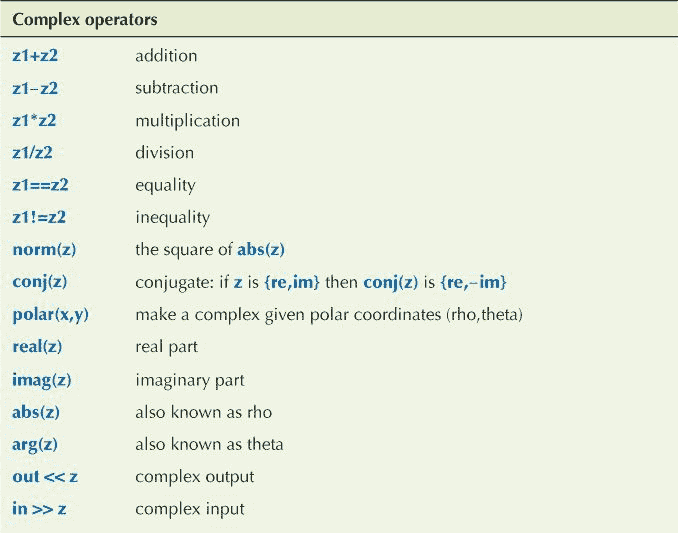 Complex operators
z1+z2 addition
z1–z2 subtraction
z1*z2 multiplication
z1/z2 division
z1==z2 equality
z1!=z2 inequality
norm(z) the square of abs(z)
conj(z) conjugate: if z is {re,im} then conj(z) is {re,–im}
polar(x,y) make a complex given polar coordinates (rho,theta)
real(z) real part
imag(z) imaginary part
abs(z) also known as rho
arg(z) also known as theta
out << z complex output
in >> z complex input